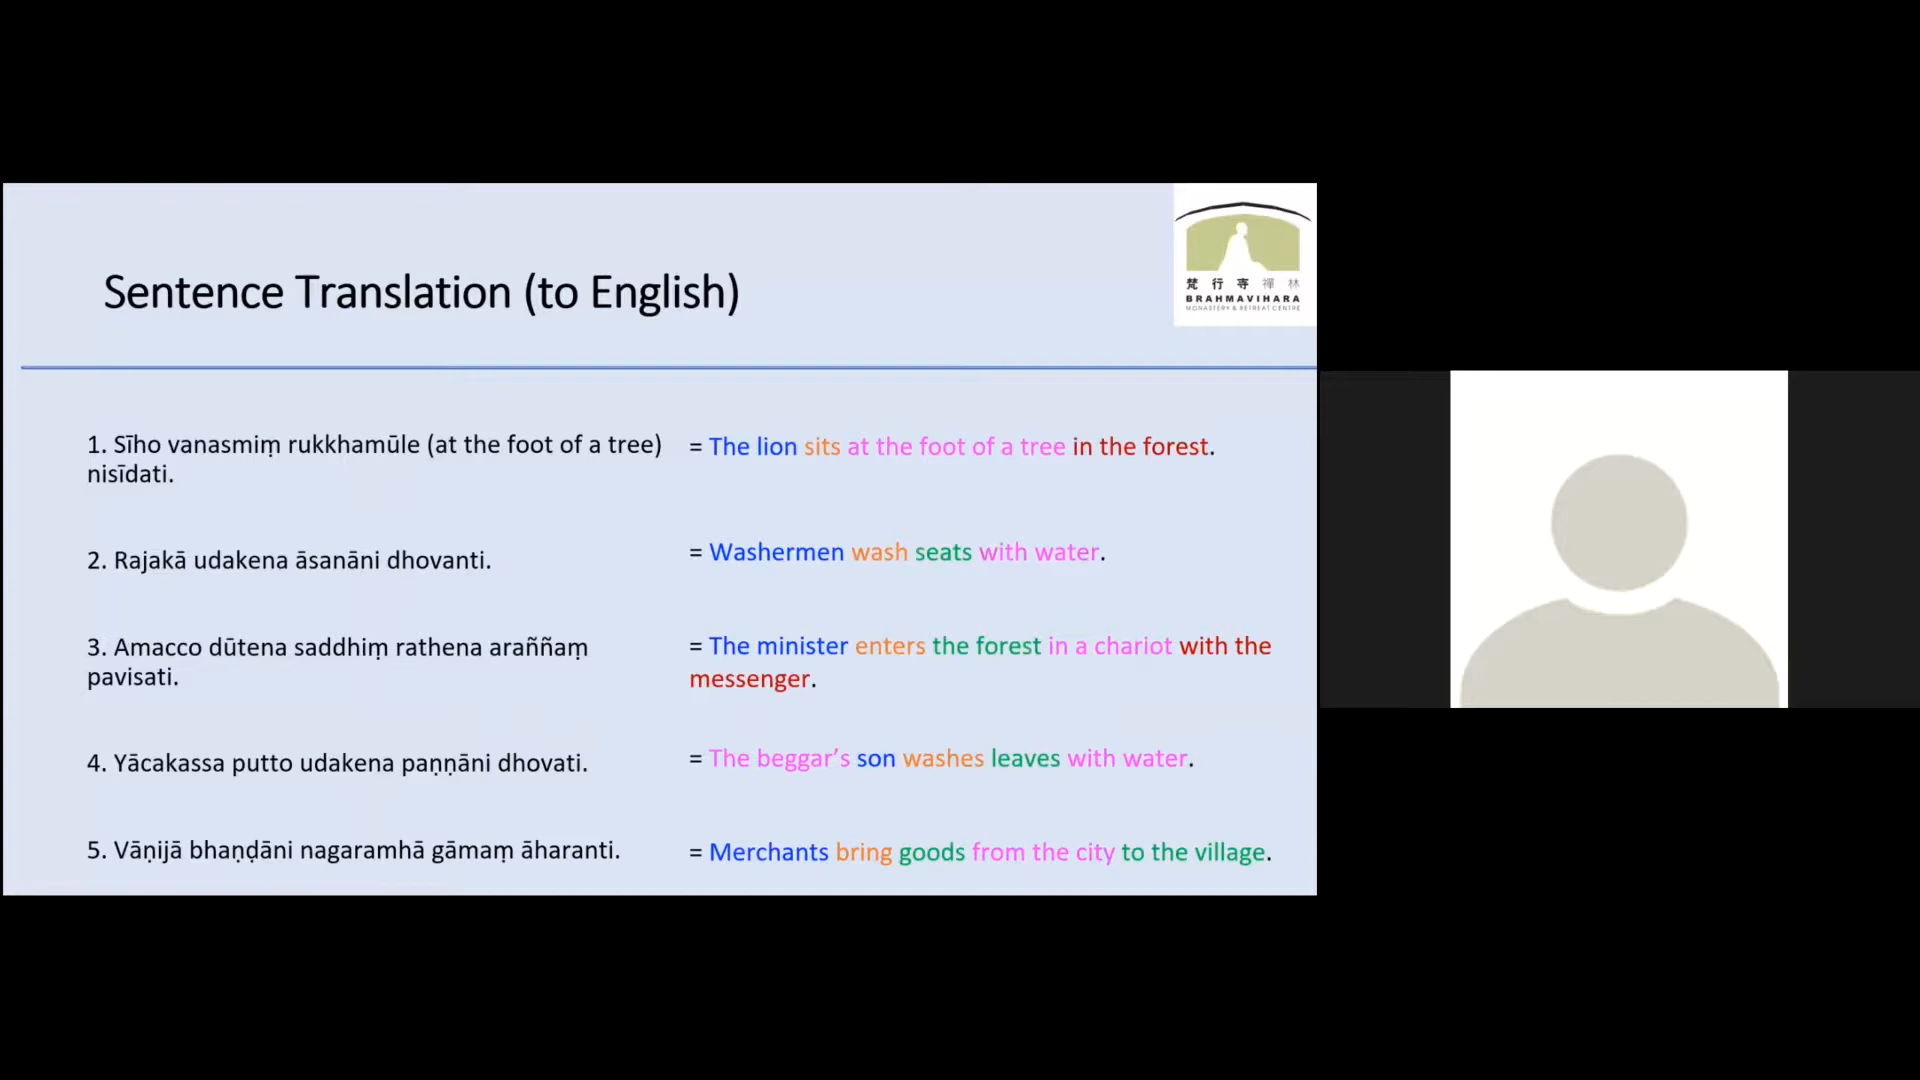 梵行寺禪林
BRAHMAVIHARA
MONASTERY & RETREAT CENTRE
Sentence Translation (to English)
1. Sīho vanasmiṃ rukkhamūle (at the foot of a tree)
nisīdati.
= The lion sits at the foot of a tree in the forest.
2. Rajakā udakena āsanāni dhovanti.
= Washermen wash seats with water.
3. Amacco dūtena saddhiṃ rathena araññaṃ
pavisati.
= The minister enters the forest in a chariot with the
messenger.
4. Yācakassa putto udakena paṇṇāni dhovati.
= The beggar’s son washes leaves with water.
5. Vāṇijā bhaṇḍāni nagaramhā gāmaṃ āharanti.
= Merchants bring goods from the city to the village.